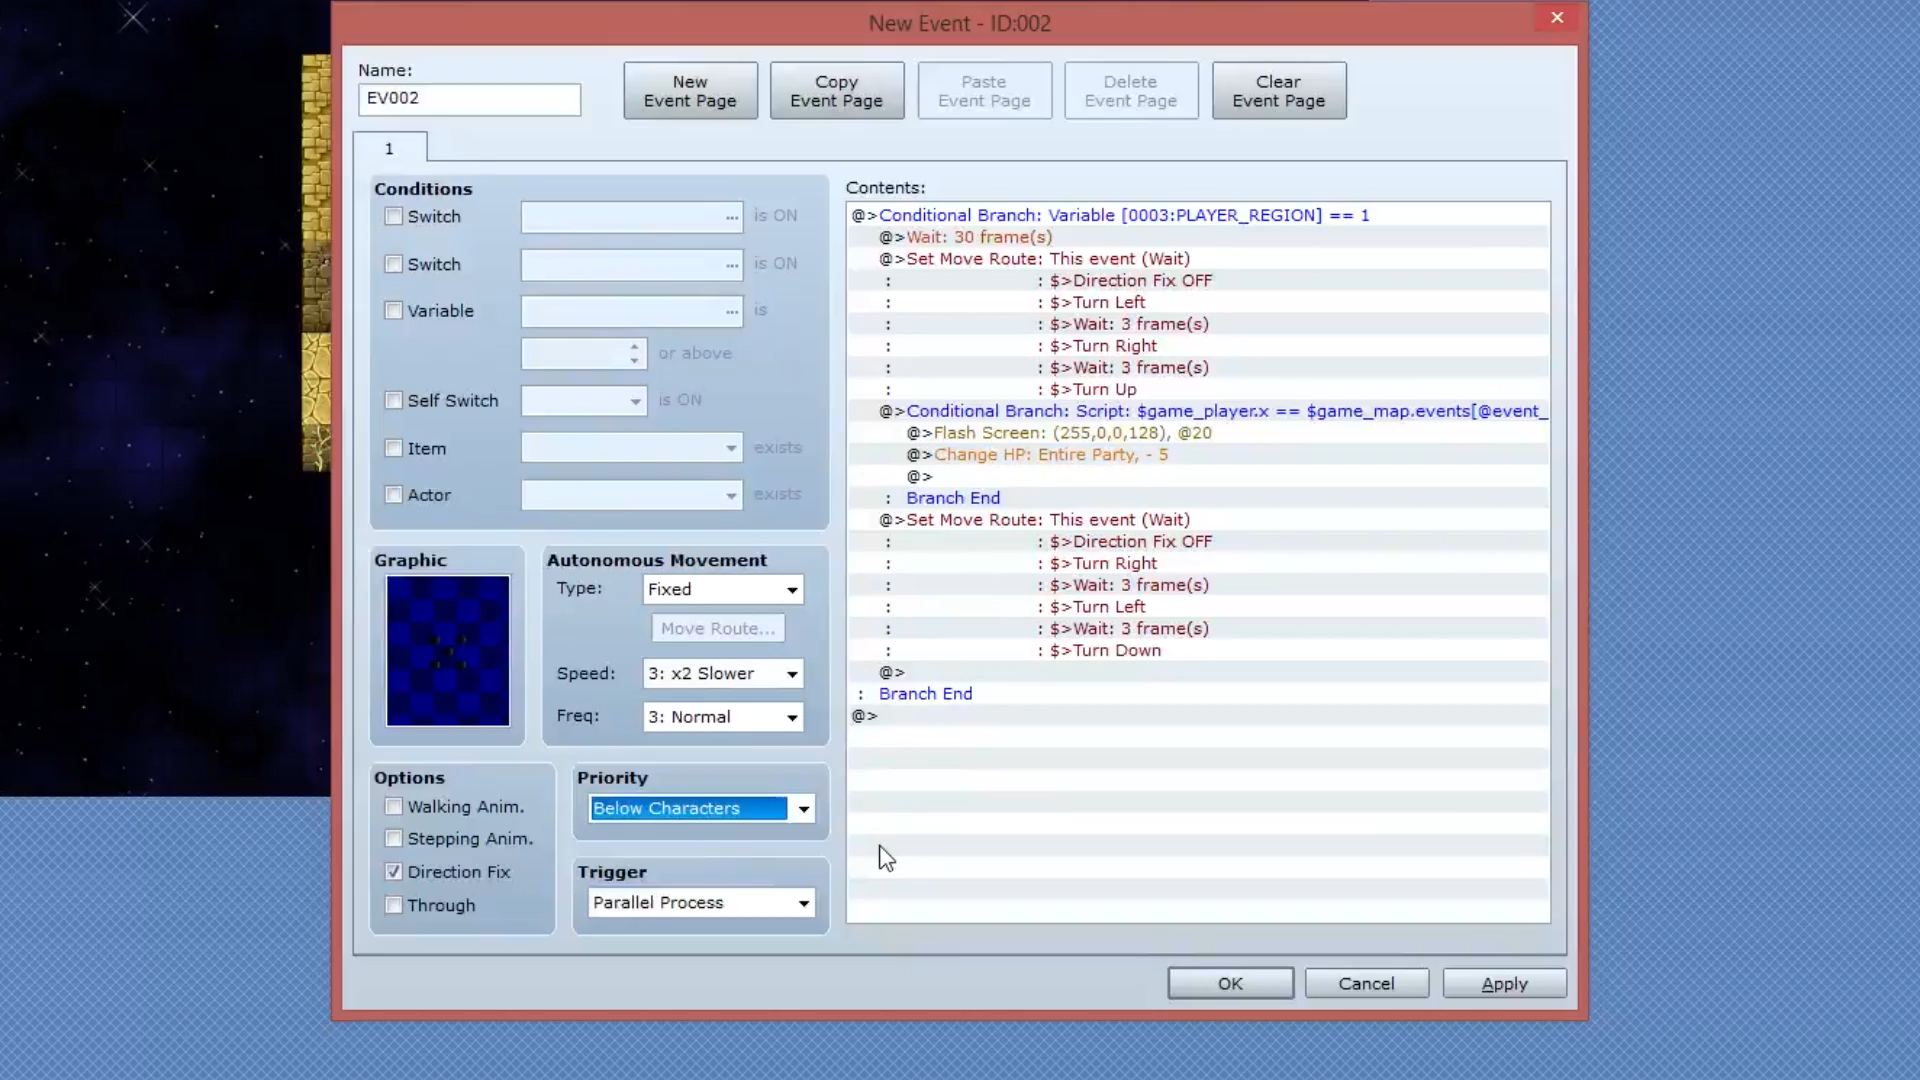 New Event - ID:002
Name:
EV002
New
Event Page
Copy
Event Page
Paste
Event Page
Delete
Event Page
Clear
Event Page
1
Conditions
Switch ... is ON
Switch ... is ON
Variable ... is
or above
Self Switch is ON
Item exists
Actor exists
Graphic
Autonomous Movement
Type: Fixed
Move Route...
Speed: 3: x2 Slower
Freq: 3: Normal
Options
Walking Anim.
Stepping Anim.
Direction Fix
Through
Priority
Below Characters
Trigger
Parallel Process
Contents:
@>Conditional Branch: Variable [0003:PLAYER_REGION] == 1
@>Wait: 30 frame(s)
@>Set Move Route: This event (Wait)
: : $>Direction Fix OFF
: : $>Turn Left
: : $>Wait: 3 frame(s)
: : $>Turn Right
: : $>Wait: 3 frame(s)
: : $>Turn Up
@>Conditional Branch: Script: $game_player.x == $game_map.events[@event_
@>Flash Screen: (255,0,0,128), @20
@>Change HP: Entire Party, - 5
@>
: Branch End
@>Set Move Route: This event (Wait)
: : $>Direction Fix OFF
: : $>Turn Right
: : $>Wait: 3 frame(s)
: : $>Turn Left
: : $>Wait: 3 frame(s)
: : $>Turn Down
@>
: Branch End
@>
OK
Cancel
Apply